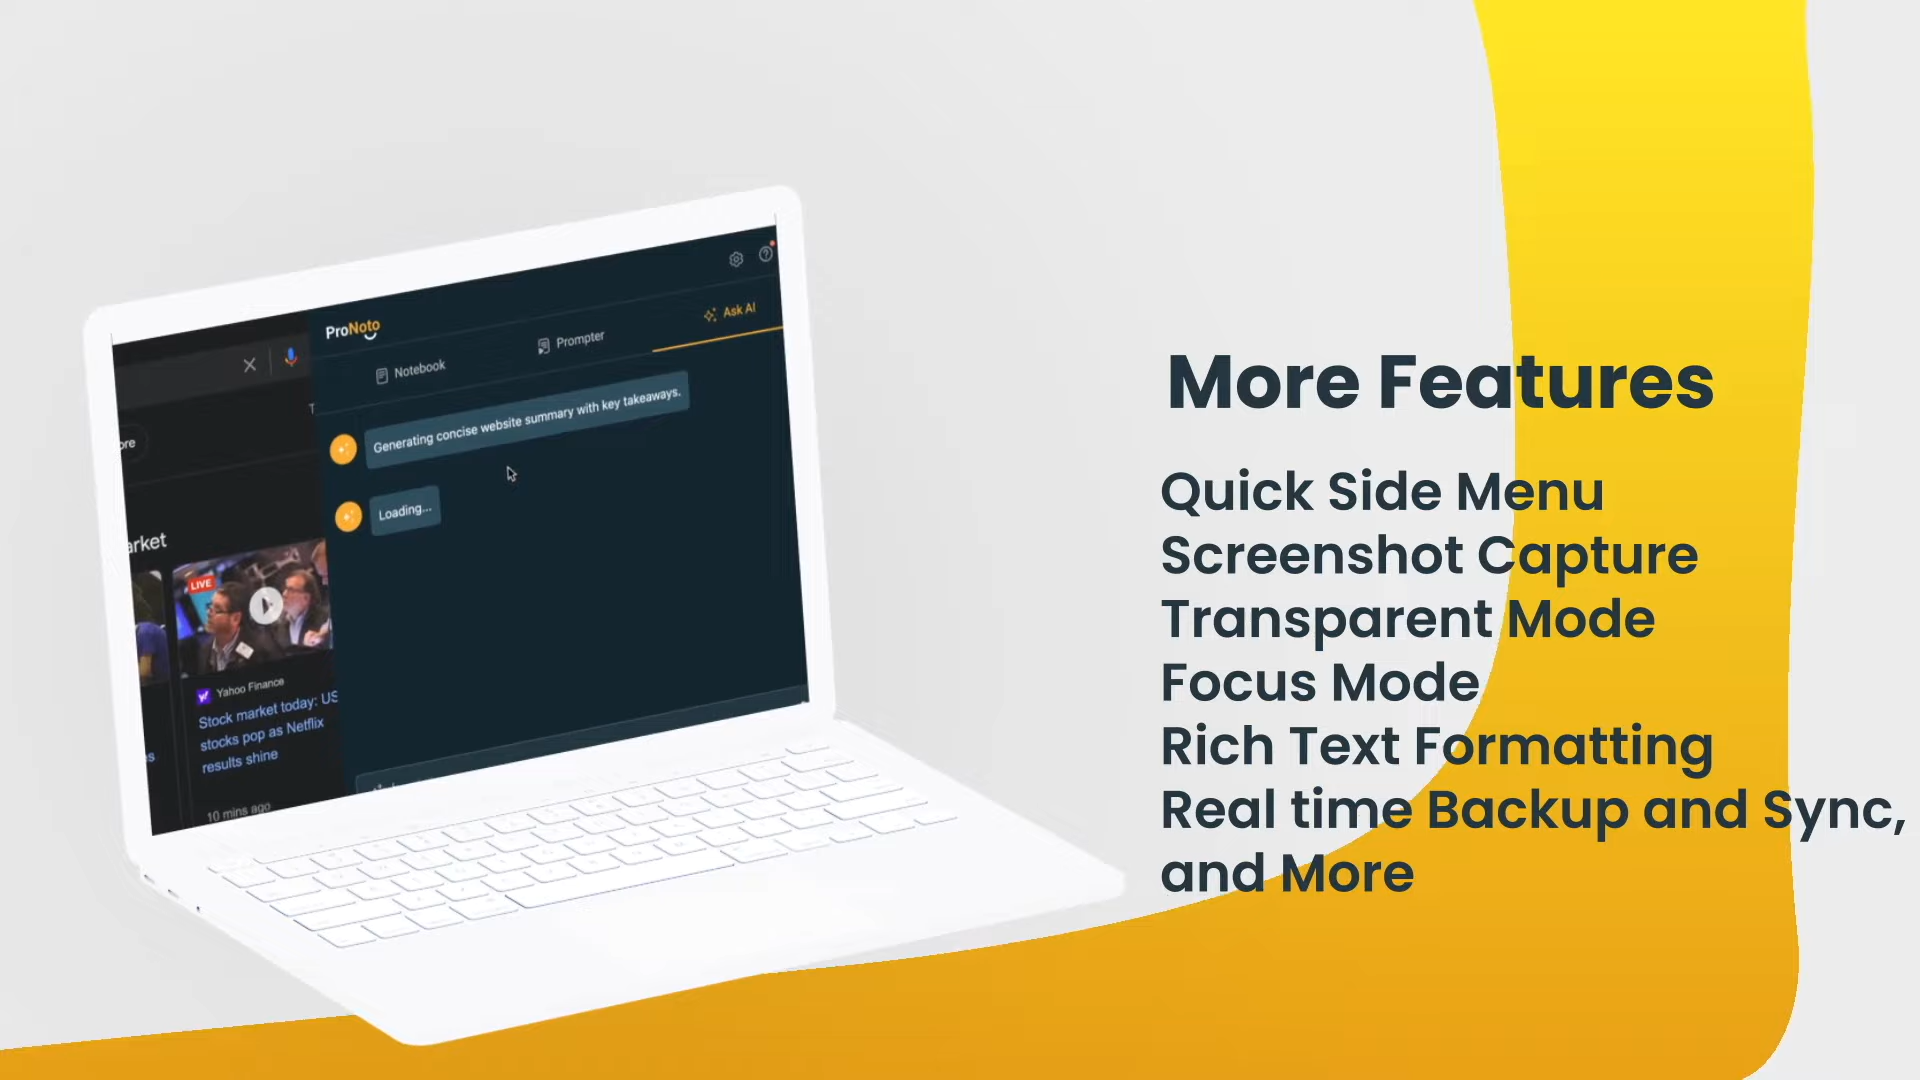 ProNoto
Notebook
Prompter
Ask AI
Generating concise website summary with key takeaways.
Loading...
ore
arket
LIVE
Yahoo Finance
Stock market today: US
stocks pop as Netflix
results shine
10 mins ago
More Features
Quick Side Menu
Screenshot Capture
Transparent Mode
Focus Mode
Rich Text Formatting
Real time Backup and Sync,
and More